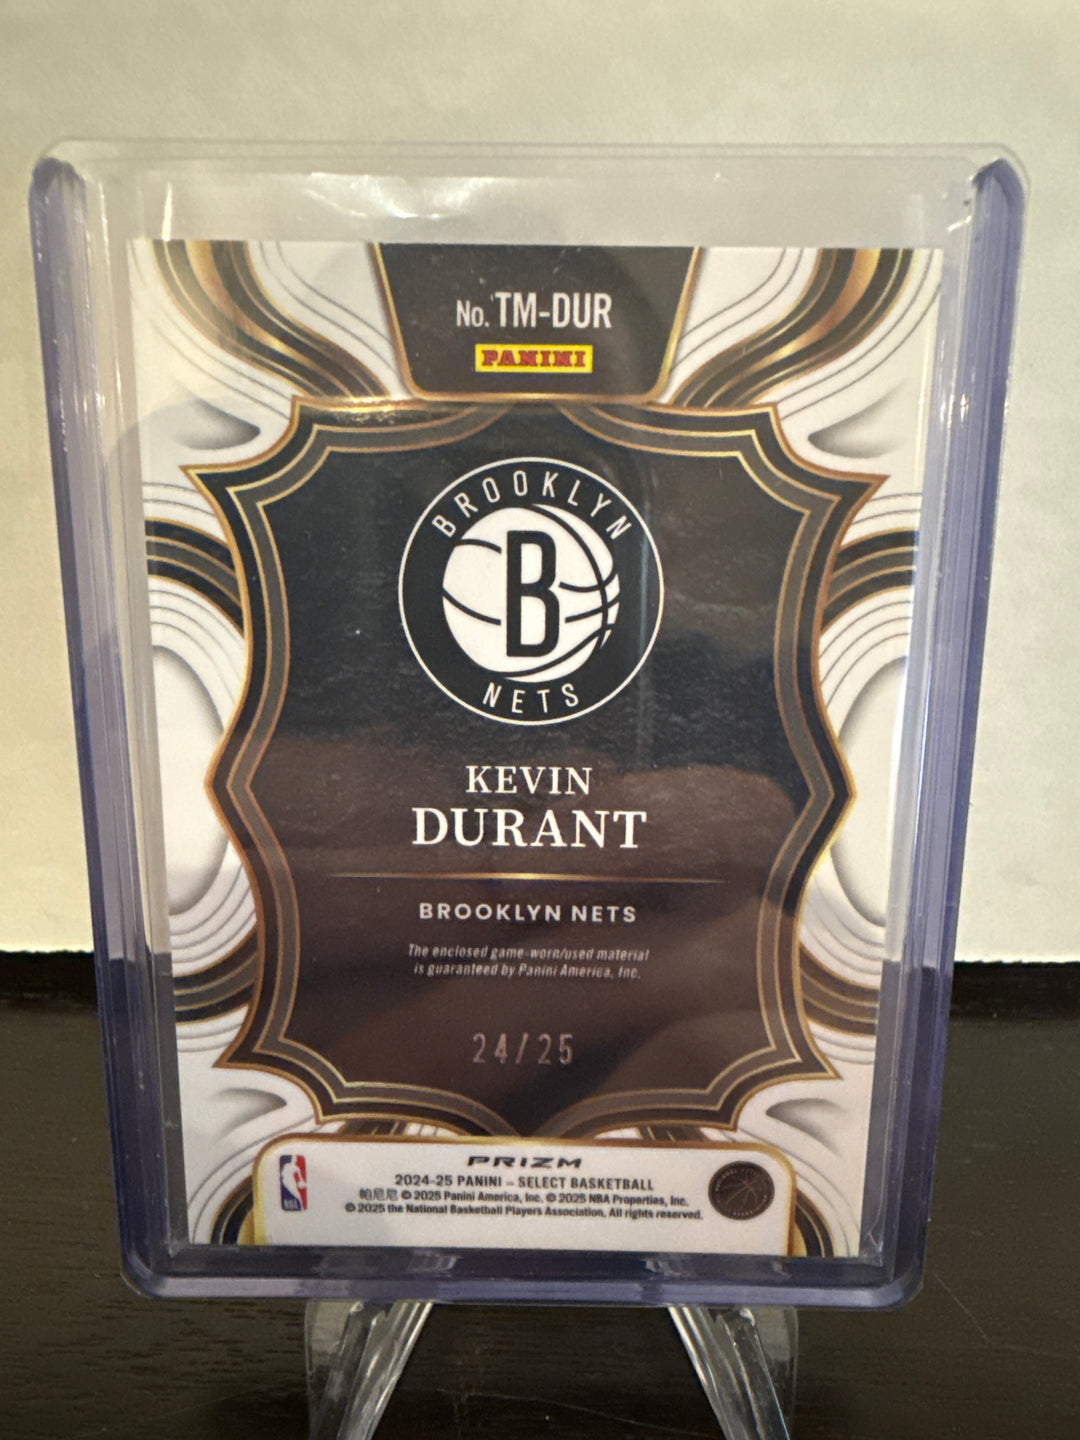 No. TM-DUR
PANINI
BROOKLYN
B
NETS
KEVIN
DURANT
BROOKLYN NETS
The enclosed game-worn/used material
is guaranteed by Panini America, Inc.
24/25
PRIZM
2024-25 PANINI – SELECT BASKETBALL
帕尼尼 © 2025 Panini America, Inc. © 2025 NBA Properties, Inc.
© 2025 the National Basketball Players Association. All rights reserved.
NBA